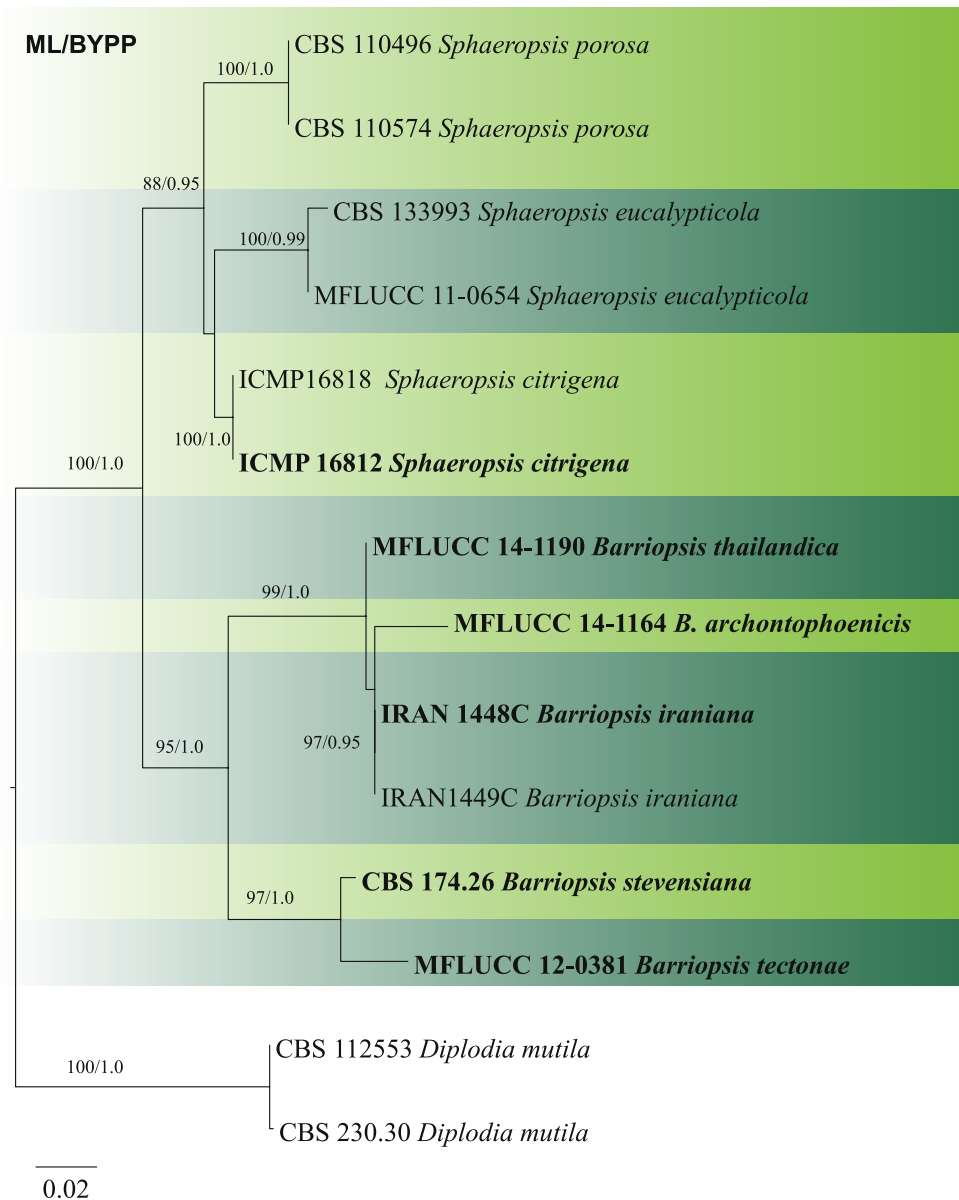 ML/BYPP
CBS 110496 Sphaeropsis porosa
100/1.0
CBS 110574 Sphaeropsis porosa
88/0.95
CBS 133993 Sphaeropsis eucalypticola
100/0.99
MFLUCC 11-0654 Sphaeropsis eucalypticola
ICMP16818 Sphaeropsis citrigena
100/1.0
ICMP 16812 Sphaeropsis citrigena
100/1.0
MFLUCC 14-1190 Barriopsis thailandica
99/1.0
MFLUCC 14-1164 B. archontophoenicis
IRAN 1448C Barriopsis iraniana
97/0.95
95/1.0
IRAN1449C Barriopsis iraniana
CBS 174.26 Barriopsis stevensiana
97/1.0
MFLUCC 12-0381 Barriopsis tectonae
CBS 112553 Diplodia mutila
100/1.0
CBS 230.30 Diplodia mutila
0.02